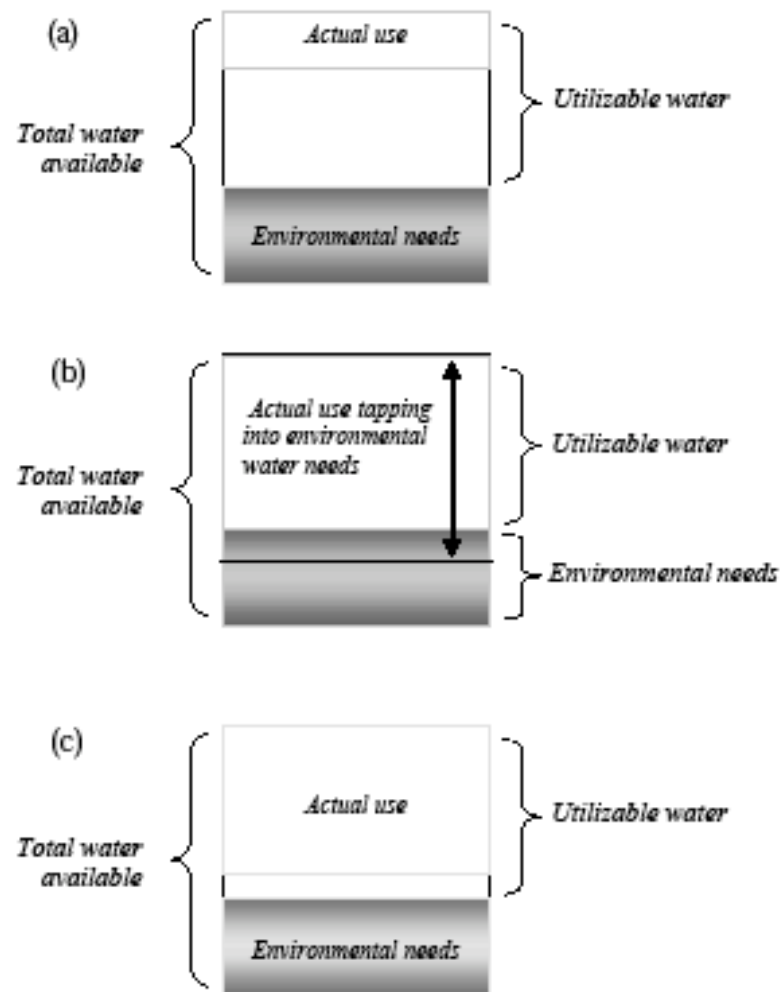 (a)
Actual use
Utilizable water
Total water
available
Environmental needs
(b)
Actual use tapping
into environmental
water needs
Utilizable water
Total water
available
Environmental needs
(c)
Actual use
Utilizable water
Total water
available
Environmental needs